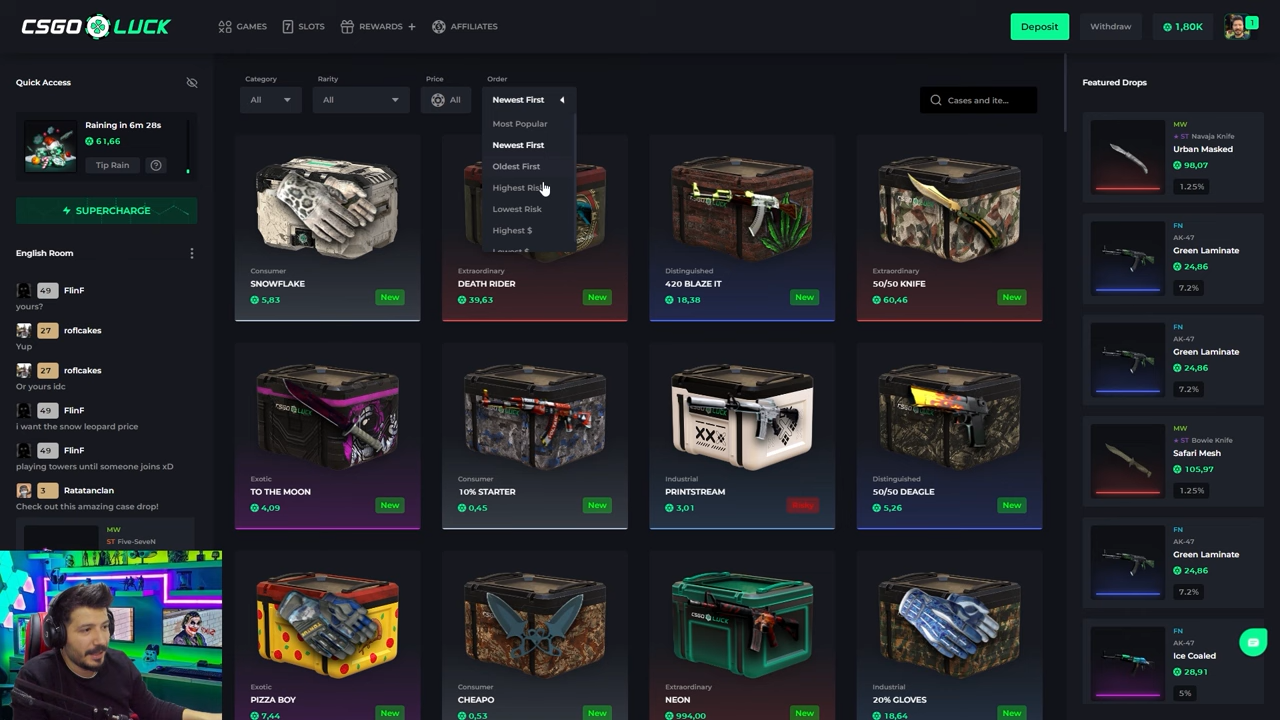 CSGO LUCK
GAMES
SLOTS
REWARDS +
AFFILIATES
Deposit
Withdraw
1,80K
1
Quick Access
Raining in 6m 28s
61,66
Tip Rain
?
SUPERCHARGE
English Room
49 FlinF
yours?
27 roflcakes
Yup
27 roflcakes
Or yours idc
49 FlinF
i want the snow leopard price
49 FlinF
playing towers until someone joins xD
3 Ratatanclan
Check out this amazing case drop!
MW
ST Five-SeveN
Category
All
Rarity
All
Price
All
Order
Newest First
Most Popular
Newest First
Oldest First
Highest Risk
Lowest Risk
Highest $
Lowest $
Cases and ite...
Consumer
SNOWFLAKE
5,83
New
Extraordinary
DEATH RIDER
39,63
New
Distinguished
420 BLAZE IT
18,38
New
Extraordinary
50/50 KNIFE
60,46
New
Exotic
TO THE MOON
4,09
New
Consumer
10% STARTER
0,45
New
Industrial
PRINTSTREAM
3,01
Distinguished
50/50 DEAGLE
5,26
New
Exotic
PIZZA BOY
7,44
New
Consumer
CHEAPO
0,53
New
Extraordinary
NEON
994,00
New
Industrial
20% GLOVES
18,64
New
Featured Drops
MW
ST Navaja Knife
Urban Masked
98,07
1.25%
FN
AK-47
Green Laminate
24,86
7.2%
FN
AK-47
Green Laminate
24,86
7.2%
MW
ST Bowie Knife
Safari Mesh
105,97
1.25%
FN
AK-47
Green Laminate
24,86
7.2%
FN
AK-47
Ice Coaled
28,91
5%